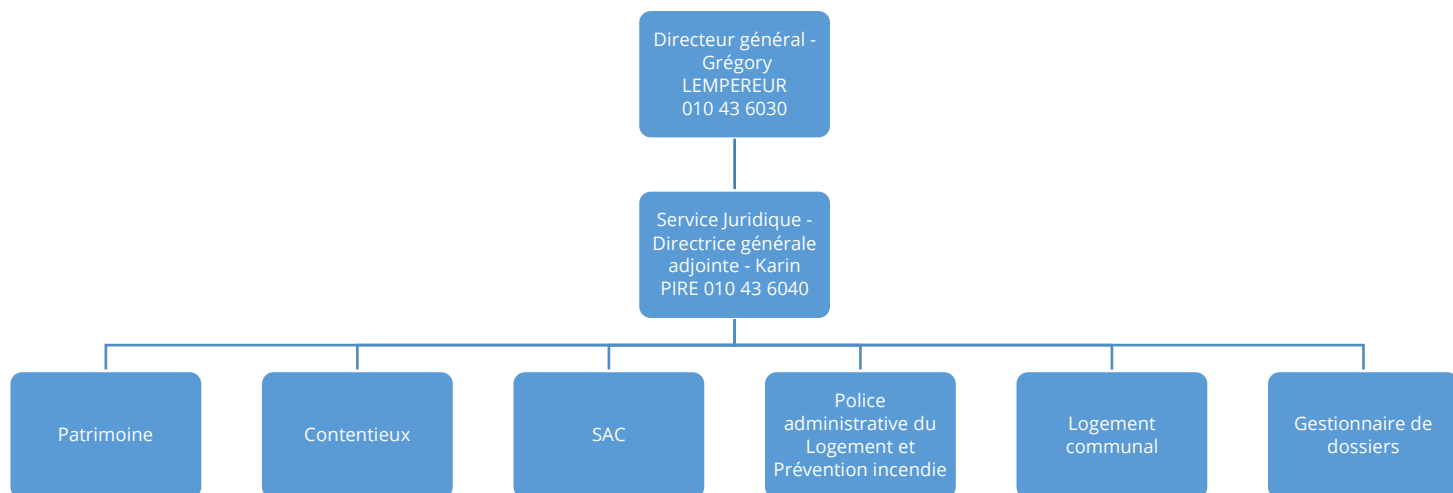 Directeur général -
Grégory
LEMPEREUR
010 43 6030
Service Juridique -
Directrice générale
adjointe - Karin
PIRE 010 43 6040
Patrimoine
Contentieux
SAC
Police
administrative du
Logement et
Prévention incendie
Logement
communal
Gestionnaire de
dossiers